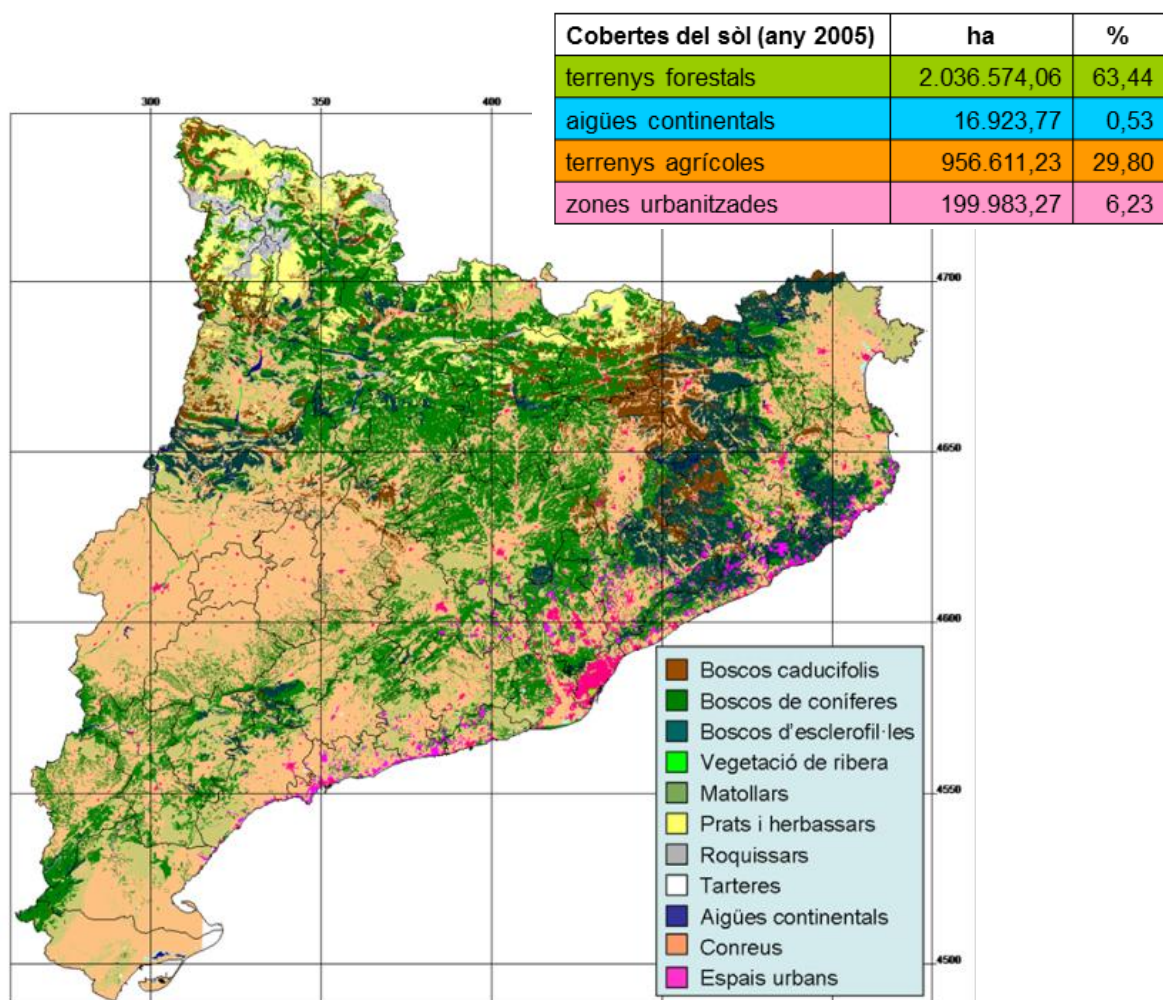 Cobertes del sòl (any 2005) ha %
terrenys forestals 2.036.574,06 63,44
aigües continentals 16.923,77 0,53
terrenys agrícoles 956.611,23 29,80
zones urbanitzades 199.983,27 6,23
300 350 400
4700
4650
4600
4550
4500
Boscos caducifolis
Boscos de coníferes
Boscos d'esclerofil·les
Vegetació de ribera
Matollars
Prats i herbassars
Roquissars
Tarteres
Aigües continentals
Conreus
Espais urbans